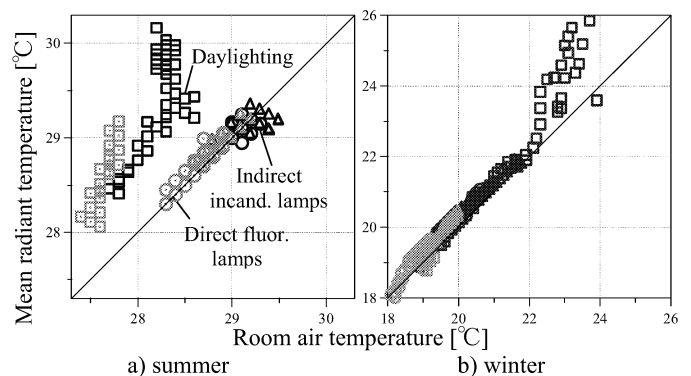 Mean radiant temperature [℃]
30
29
28
28
29
30
Daylighting
Indirect
incand. lamps
Direct fluor.
lamps
26
24
22
20
18
18
20
22
24
26
Room air temperature [℃]
a) summer
b) winter